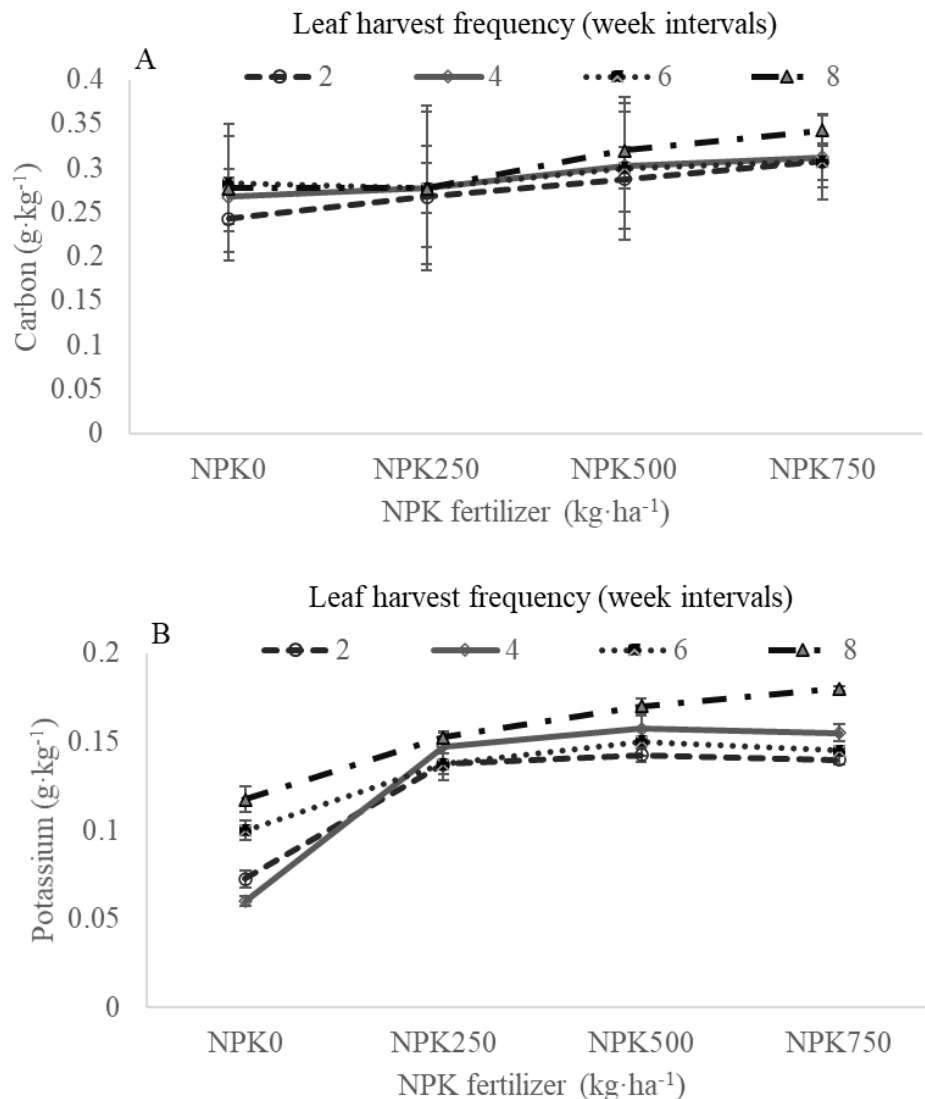 Leaf harvest frequency (week intervals)
A
2 4 6 8
0.4
0.35
0.3
0.25
0.2
0.15
0.1
0.05
0
Carbon (g·kg⁻¹)
NPK0 NPK250 NPK500 NPK750
NPK fertilizer (kg·ha⁻¹)
Leaf harvest frequency (week intervals)
B
2 4 6 8
0.2
0.15
0.1
0.05
0
Potassium (g·kg⁻¹)
NPK0 NPK250 NPK500 NPK750
NPK fertilizer (kg·ha⁻¹)